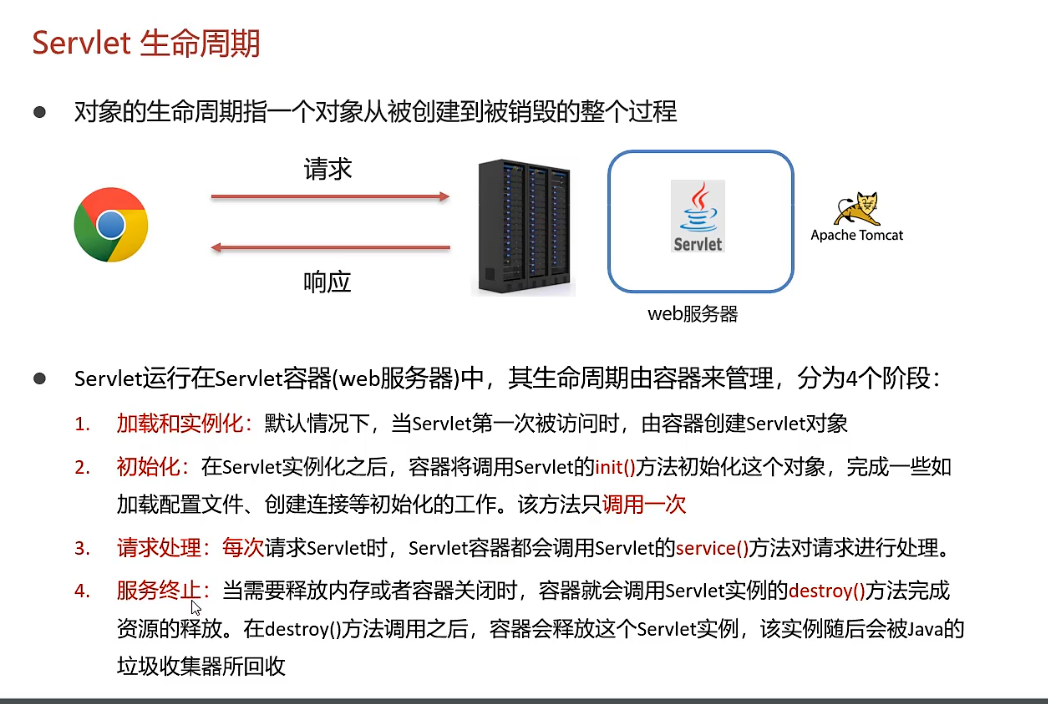 Servlet 生命周期
● 对象的生命周期指一个对象从被创建到被销毁的整个过程
请求
响应
Servlet
Apache Tomcat
web服务器
● Servlet运行在Servlet容器(web服务器)中，其生命周期由容器来管理，分为4个阶段：
1. 加载和实例化：默认情况下，当Servlet第一次被访问时，由容器创建Servlet对象
2. 初始化：在Servlet实例化之后，容器将调用Servlet的init()方法初始化这个对象，完成一些如
加载配置文件、创建连接等初始化的工作。该方法只调用一次
3. 请求处理：每次请求Servlet时，Servlet容器都会调用Servlet的service()方法对请求进行处理。
4. 服务终止：当需要释放内存或者容器关闭时，容器就会调用Servlet实例的destroy()方法完成
资源的释放。在destroy()方法调用之后，容器会释放这个Servlet实例，该实例随后会被Java的
垃圾收集器所回收